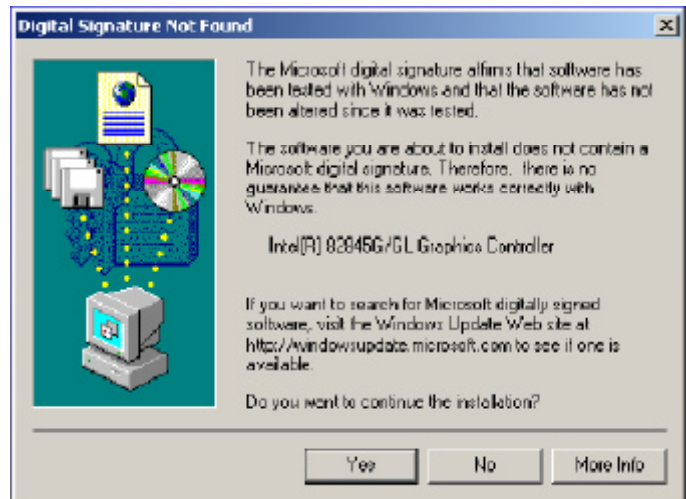 Digital Signature Not Found
The Microsoft digital signature affirms that software has
been tested with Windows and that the software has not
been altered since it was tested.
The software you are about to install does not contain a
Microsoft digital signature. Therefore, there is no
guarantee that this software works correctly with
Windows.
Intel(R) 82845G/GL Graphics Controller
If you want to search for Microsoft digitally signed
software, visit the Windows Update Web site at
http://windowsupdate.microsoft.com to see if one is
available.
Do you want to continue the installation?
Yes
No
More Info